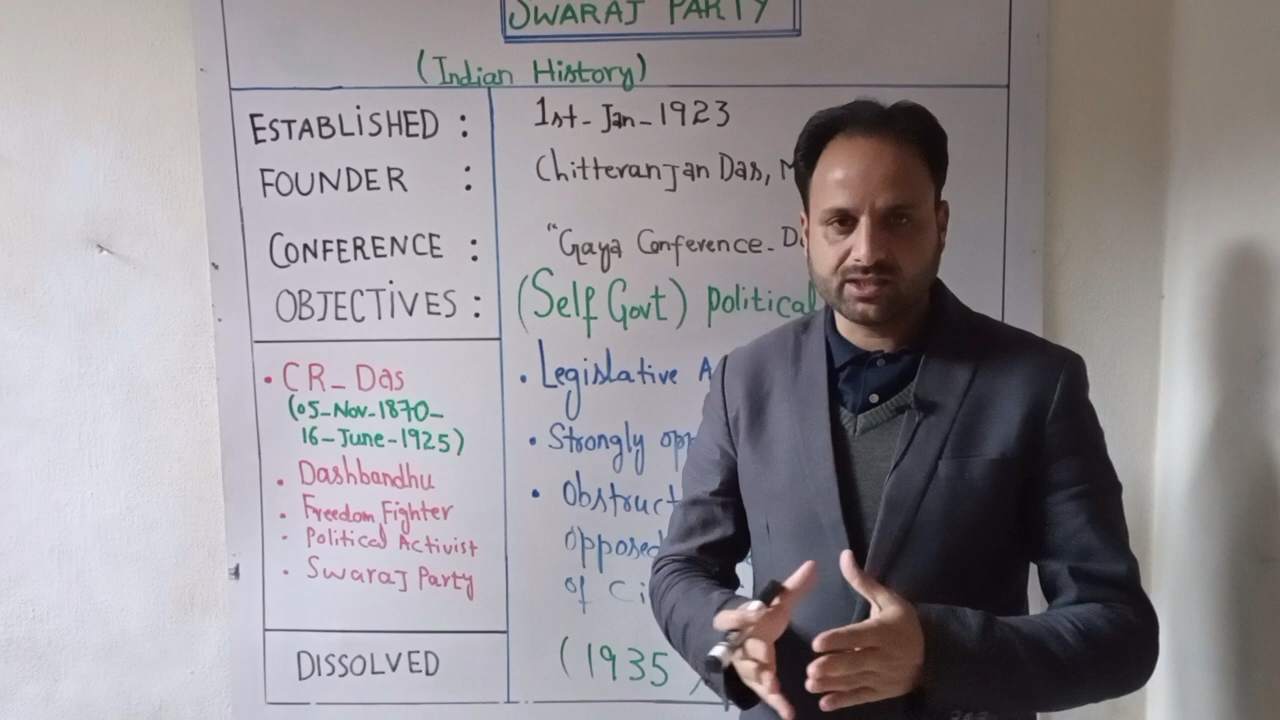 SWARAJ PARTY
(Indian History)
ESTABLISHED : 1st-Jan-1923
FOUNDER : Chitteranjan Das, M
CONFERENCE : "Gaya Conference-D
OBJECTIVES : (Self Govt) political
• CR-Das
(05-Nov-1870-
16-June-1925)
• Dashbandhu
• Freedom Fighter
• Political Activist
• Swaraj Party
• Legislative A
• Strongly opp
• Obstruct
opposed
of Ci
DISSOLVED (1935